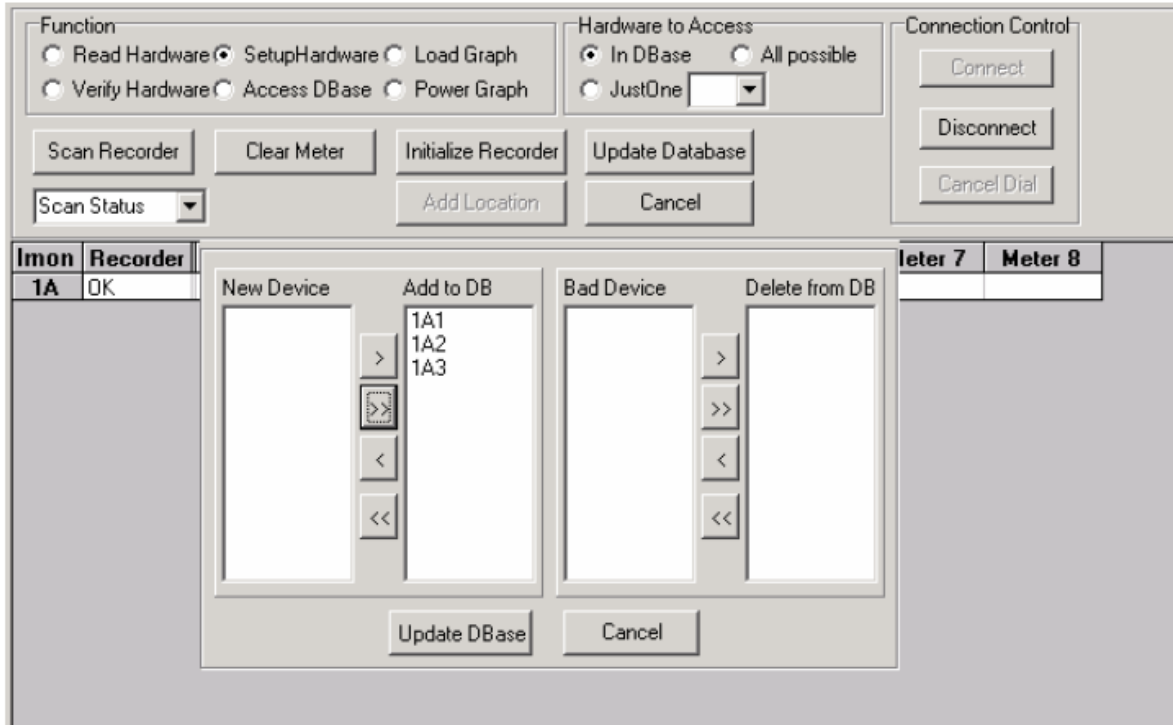 Function
Read Hardware SetupHardware Load Graph
Verify Hardware Access DBase Power Graph
Hardware to Access
In DBase All possible
JustOne
Connection Control
Connect
Disconnect
Cancel Dial
Scan Recorder Clear Meter Initialize Recorder Update Database
Scan Status Add Location Cancel
Imon Recorder leter 7 Meter 8
1A OK
New Device Add to DB Bad Device Delete from DB
1A1
1A2
1A3
>
>>
<
<<
>
>>
<
<<
Update DBase Cancel